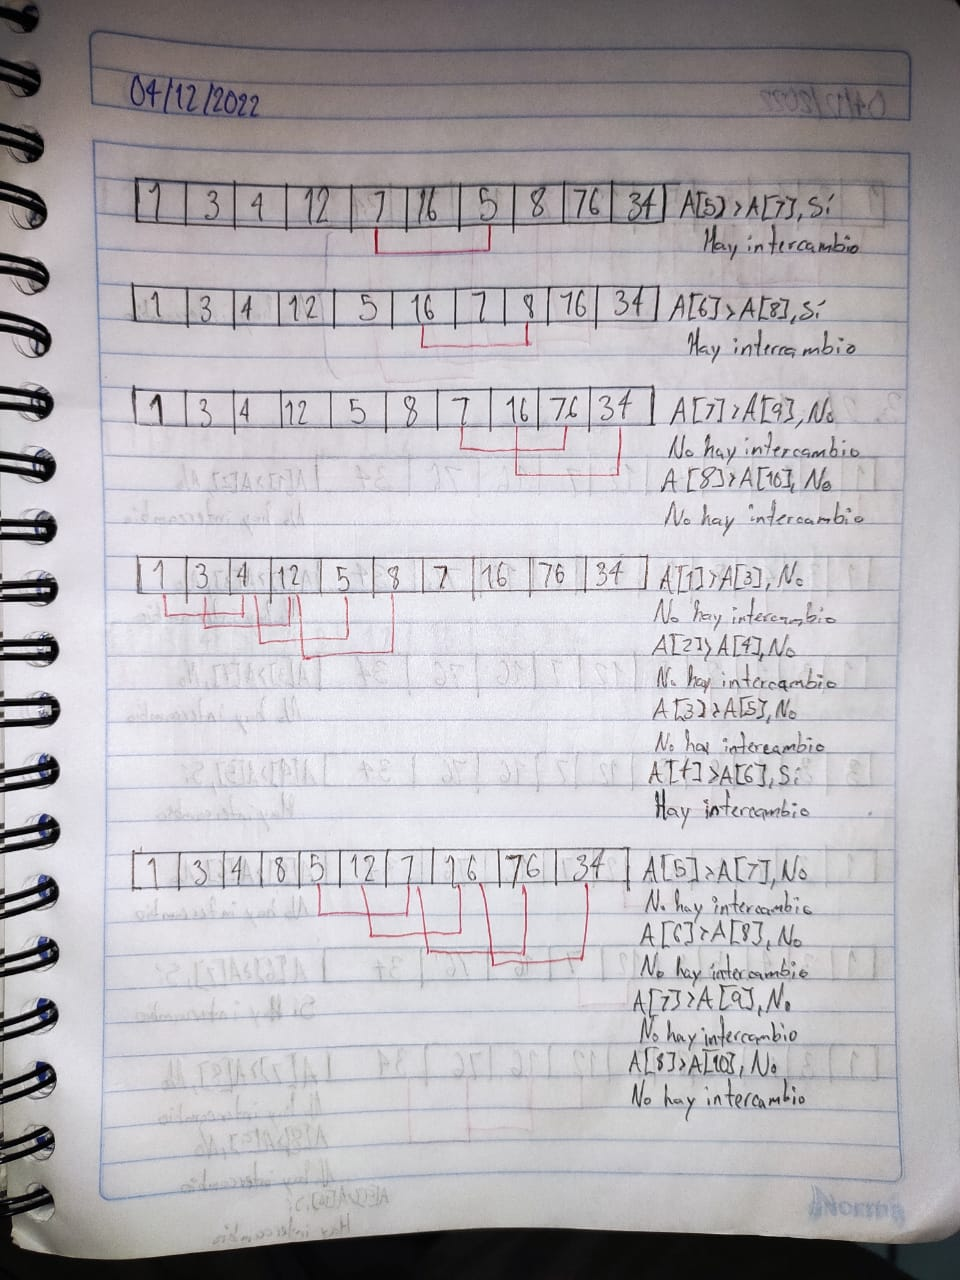 04/12/2022
1 3 4 12 7 16 5 8 76 34 A[5]>A[7], Sí
Hay intercambio
1 3 4 12 5 16 7 8 76 34 A[6]>A[8], Sí
Hay intercambio
1 3 4 12 5 8 7 16 76 34 A[7]>A[9], No
No hay intercambio
A[8]>A[10], No
No hay intercambio
1 3 4 12 5 8 7 16 76 34 A[1]>A[3], No
No hay intercambio
A[2]>A[4], No
No hay intercambio
A[3]>A[5], No
No hay intercambio
A[4]>A[6], Sí
Hay intercambio
1 3 4 8 5 12 7 16 76 34 A[5]>A[7], No
No hay intercambio
A[6]>A[8], No
No hay intercambio
A[7]>A[9], No
No hay intercambio
A[8]>A[10], No
No hay intercambio